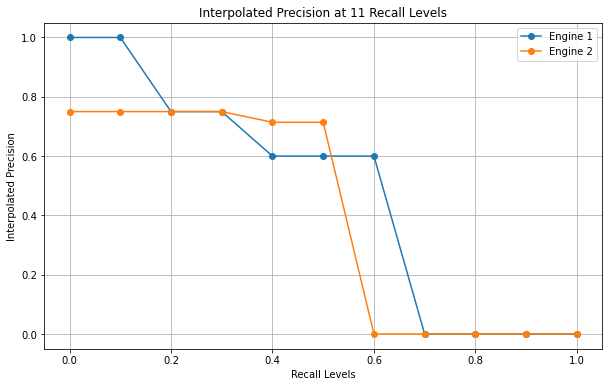 Interpolated Precision at 11 Recall Levels
Engine 1
Engine 2
Interpolated Precision
1.0
0.8
0.6
0.4
0.2
0.0
0.0 0.2 0.4 0.6 0.8 1.0
Recall Levels